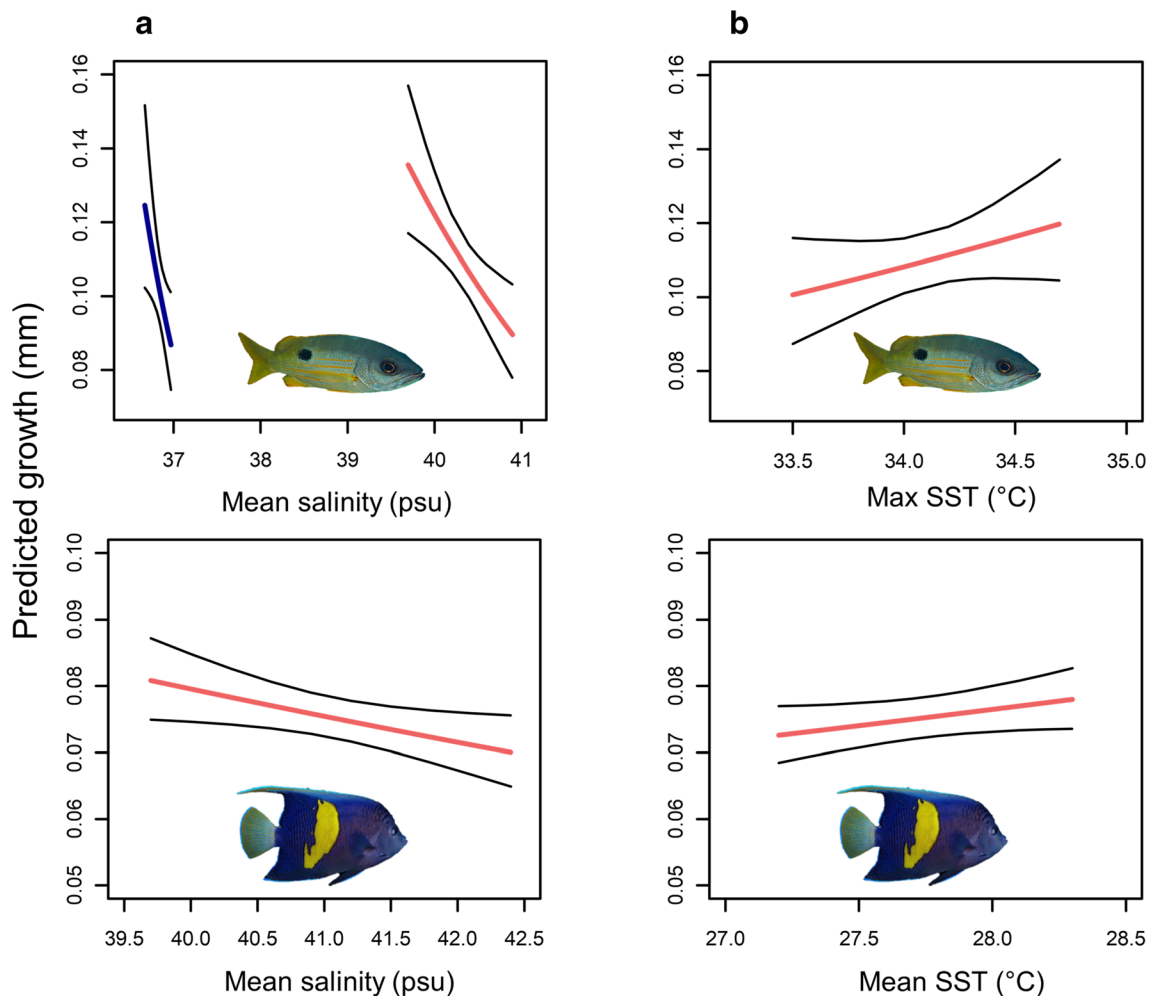 a
b
Predicted growth (mm)
0.16
0.14
0.12
0.10
0.08
37 38 39 40 41
Mean salinity (psu)
0.16
0.14
0.12
0.10
0.08
33.5 34.0 34.5 35.0
Max SST (°C)
0.10
0.09
0.08
0.07
0.06
0.05
39.5 40.0 40.5 41.0 41.5 42.0 42.5
Mean salinity (psu)
0.10
0.09
0.08
0.07
0.06
0.05
27.0 27.5 28.0 28.5
Mean SST (°C)